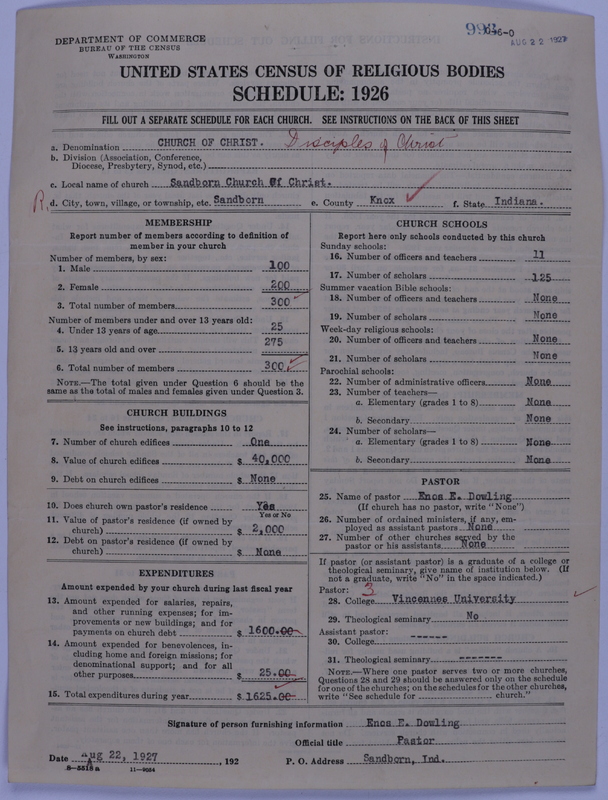 DEPARTMENT OF COMMERCE
BUREAU OF THE CENSUS
WASHINGTON
6-0
AUG 22 1927
UNITED STATES CENSUS OF RELIGIOUS BODIES
SCHEDULE: 1926
FILL OUT A SEPARATE SCHEDULE FOR EACH CHURCH. SEE INSTRUCTIONS ON THE BACK OF THIS SHEET
a. Denomination CHURCH OF CHRIST. Disciples of Christ
b. Division (Association, Conference, Diocese, Presbytery, Synod, etc.)
c. Local name of church Sandborn Church Of Christ.
R. d. City, town, village, or township, etc. Sandborn e. County Knox f. State Indiana.
MEMBERSHIP
Report number of members according to definition of
member in your church
Number of members, by sex:
1. Male 100
2. Female 200
3. Total number of members 300
Number of members under and over 13 years old:
4. Under 13 years of age 25
5. 13 years old and over 275
6. Total number of members 300
NOTE.—The total given under Question 6 should be the
same as the total of males and females given under Question 3.
CHURCH BUILDINGS
See instructions, paragraphs 10 to 12
7. Number of church edifices One
8. Value of church edifices $ 40,000
9. Debt on church edifices $ None
10. Does church own pastor's residence Yes
Yes or No
11. Value of pastor's residence (if owned by
church) $ 2,000
12. Debt on pastor's residence (if owned by
church) $ None
EXPENDITURES
Amount expended by your church during last fiscal year
13. Amount expended for salaries, repairs,
and other running expenses; for im-
provements or new buildings; and for
payments on church debt $ 1600.00
14. Amount expended for benevolences, in-
cluding home and foreign missions; for
denominational support; and for all
other purposes $ 25.00
15. Total expenditures during year $ 1625.00
CHURCH SCHOOLS
Report here only schools conducted by this church
Sunday schools:
16. Number of officers and teachers 11
17. Number of scholars 125
Summer vacation Bible schools:
18. Number of officers and teachers None
19. Number of scholars None
Week-day religious schools:
20. Number of officers and teachers None
21. Number of scholars None
Parochial schools:
22. Number of administrative officers None
23. Number of teachers—
a. Elementary (grades 1 to 8) None
b. Secondary None
24. Number of scholars—
a. Elementary (grades 1 to 8) None
b. Secondary None
PASTOR
25. Name of pastor Enos E. Dowling
(If church has no pastor, write "None")
26. Number of ordained ministers, if any, em-
ployed as assistant pastors None
27. Number of other churches served by the
pastor or his assistants None
If pastor (or assistant pastor) is a graduate of a college or
theological seminary, give name of institution below. (If
not a graduate, write "No" in the space indicated.)
Pastor: 3
28. College Vincennes University
29. Theological seminary No
Assistant pastor:
30. College ------
31. Theological seminary -------
NOTE.—Where one pastor serves two or more churches,
Questions 28 and 29 should be answered only on the schedule
for one of the churches; on the schedules for the other churches,
write "See schedule for church."
Signature of person furnishing information Enos E. Dowling
Official title Pastor
Date Aug 22, 1927 , 192 P. O. Address Sandborn, Ind.
8-5518a 11-9034